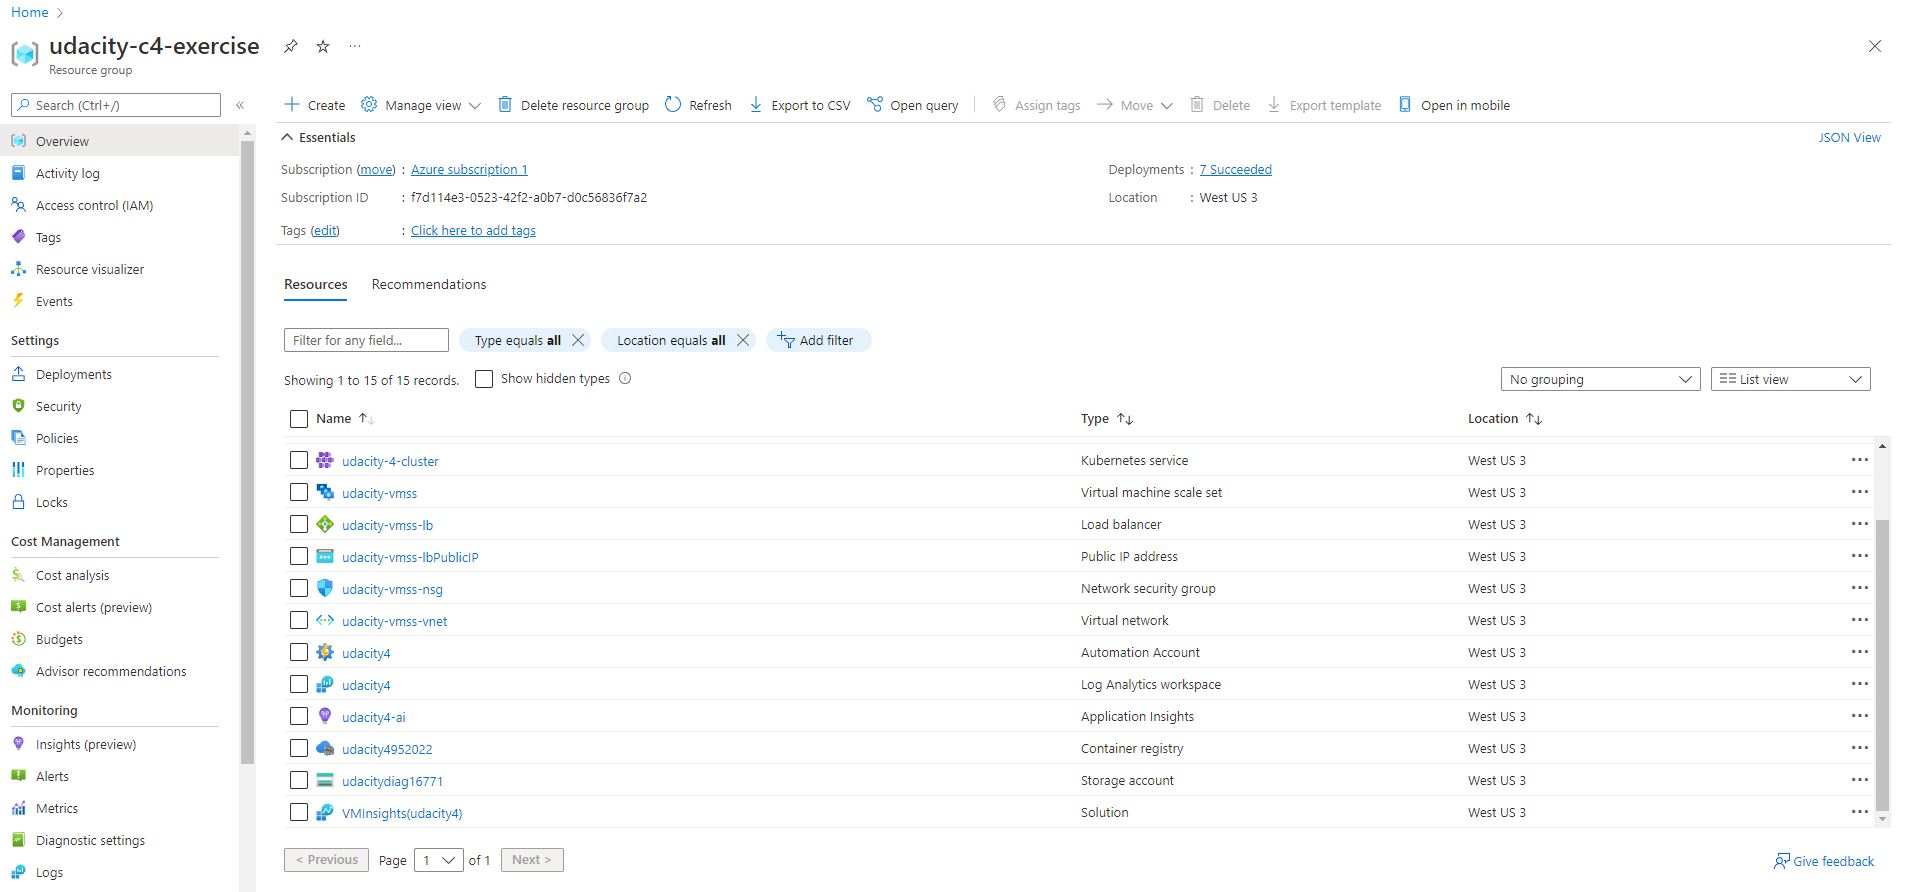 Home
udacity-c4-exercise
Resource group
Search (Ctrl+/)
Overview
Activity log
Access control (IAM)
Tags
Resource visualizer
Events
Settings
Deployments
Security
Policies
Properties
Locks
Cost Management
Cost analysis
Cost alerts (preview)
Budgets
Advisor recommendations
Monitoring
Insights (preview)
Alerts
Metrics
Diagnostic settings
Logs
Create Manage view Delete resource group Refresh Export to CSV Open query Assign tags Move Delete Export template Open in mobile
Essentials JSON View
Subscription (move) : Azure subscription 1 Deployments : 7 Succeeded
Subscription ID : f7d114e3-0523-42f2-a0b7-d0c56836f7a2 Location : West US 3
Tags (edit) : Click here to add tags
Resources Recommendations
Filter for any field... Type equals all Location equals all Add filter
Showing 1 to 15 of 15 records. Show hidden types No grouping List view
Name Type Location
udacity-4-cluster Kubernetes service West US 3
udacity-vmss Virtual machine scale set West US 3
udacity-vmss-lb Load balancer West US 3
udacity-vmss-lbPublicIP Public IP address West US 3
udacity-vmss-nsg Network security group West US 3
udacity-vmss-vnet Virtual network West US 3
udacity4 Automation Account West US 3
udacity4 Log Analytics workspace West US 3
udacity4-ai Application Insights West US 3
udacity4952022 Container registry West US 3
udacitydiag16771 Storage account West US 3
VMInsights(udacity4) Solution West US 3
< Previous Page 1 of 1 Next > Give feedback